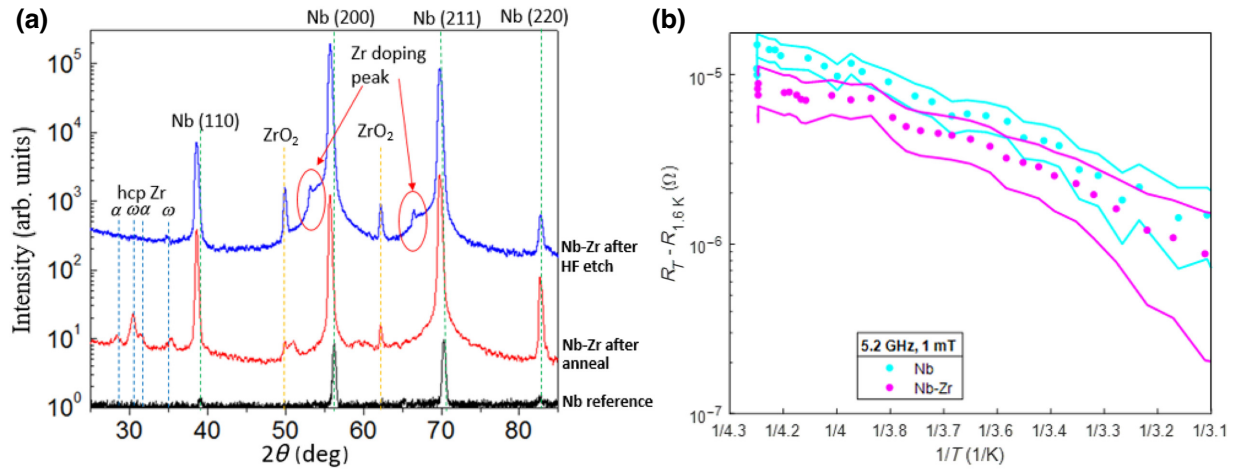 (a)
Nb (200)
Nb (211)
Nb (220)
Zr doping
peak
Nb (110)
ZrO₂
ZrO₂
hcp Zr
α ω α ω
Nb-Zr after
HF etch
Nb-Zr after
anneal
Nb reference
Intensity (arb. units)
10⁵
10⁴
10³
10²
10¹
10⁰
30 40 50 60 70 80
2θ (deg)
(b)
R_T - R_1.6 K (Ω)
10⁻⁵
10⁻⁶
10⁻⁷
5.2 GHz, 1 mT
Nb
Nb-Zr
1/4.3 1/4.2 1/4 1/3.8 1/3.7 1/3.6 1/3.5 1/3.4 1/3.3 1/3.2 1/3.1
1/T (1/K)